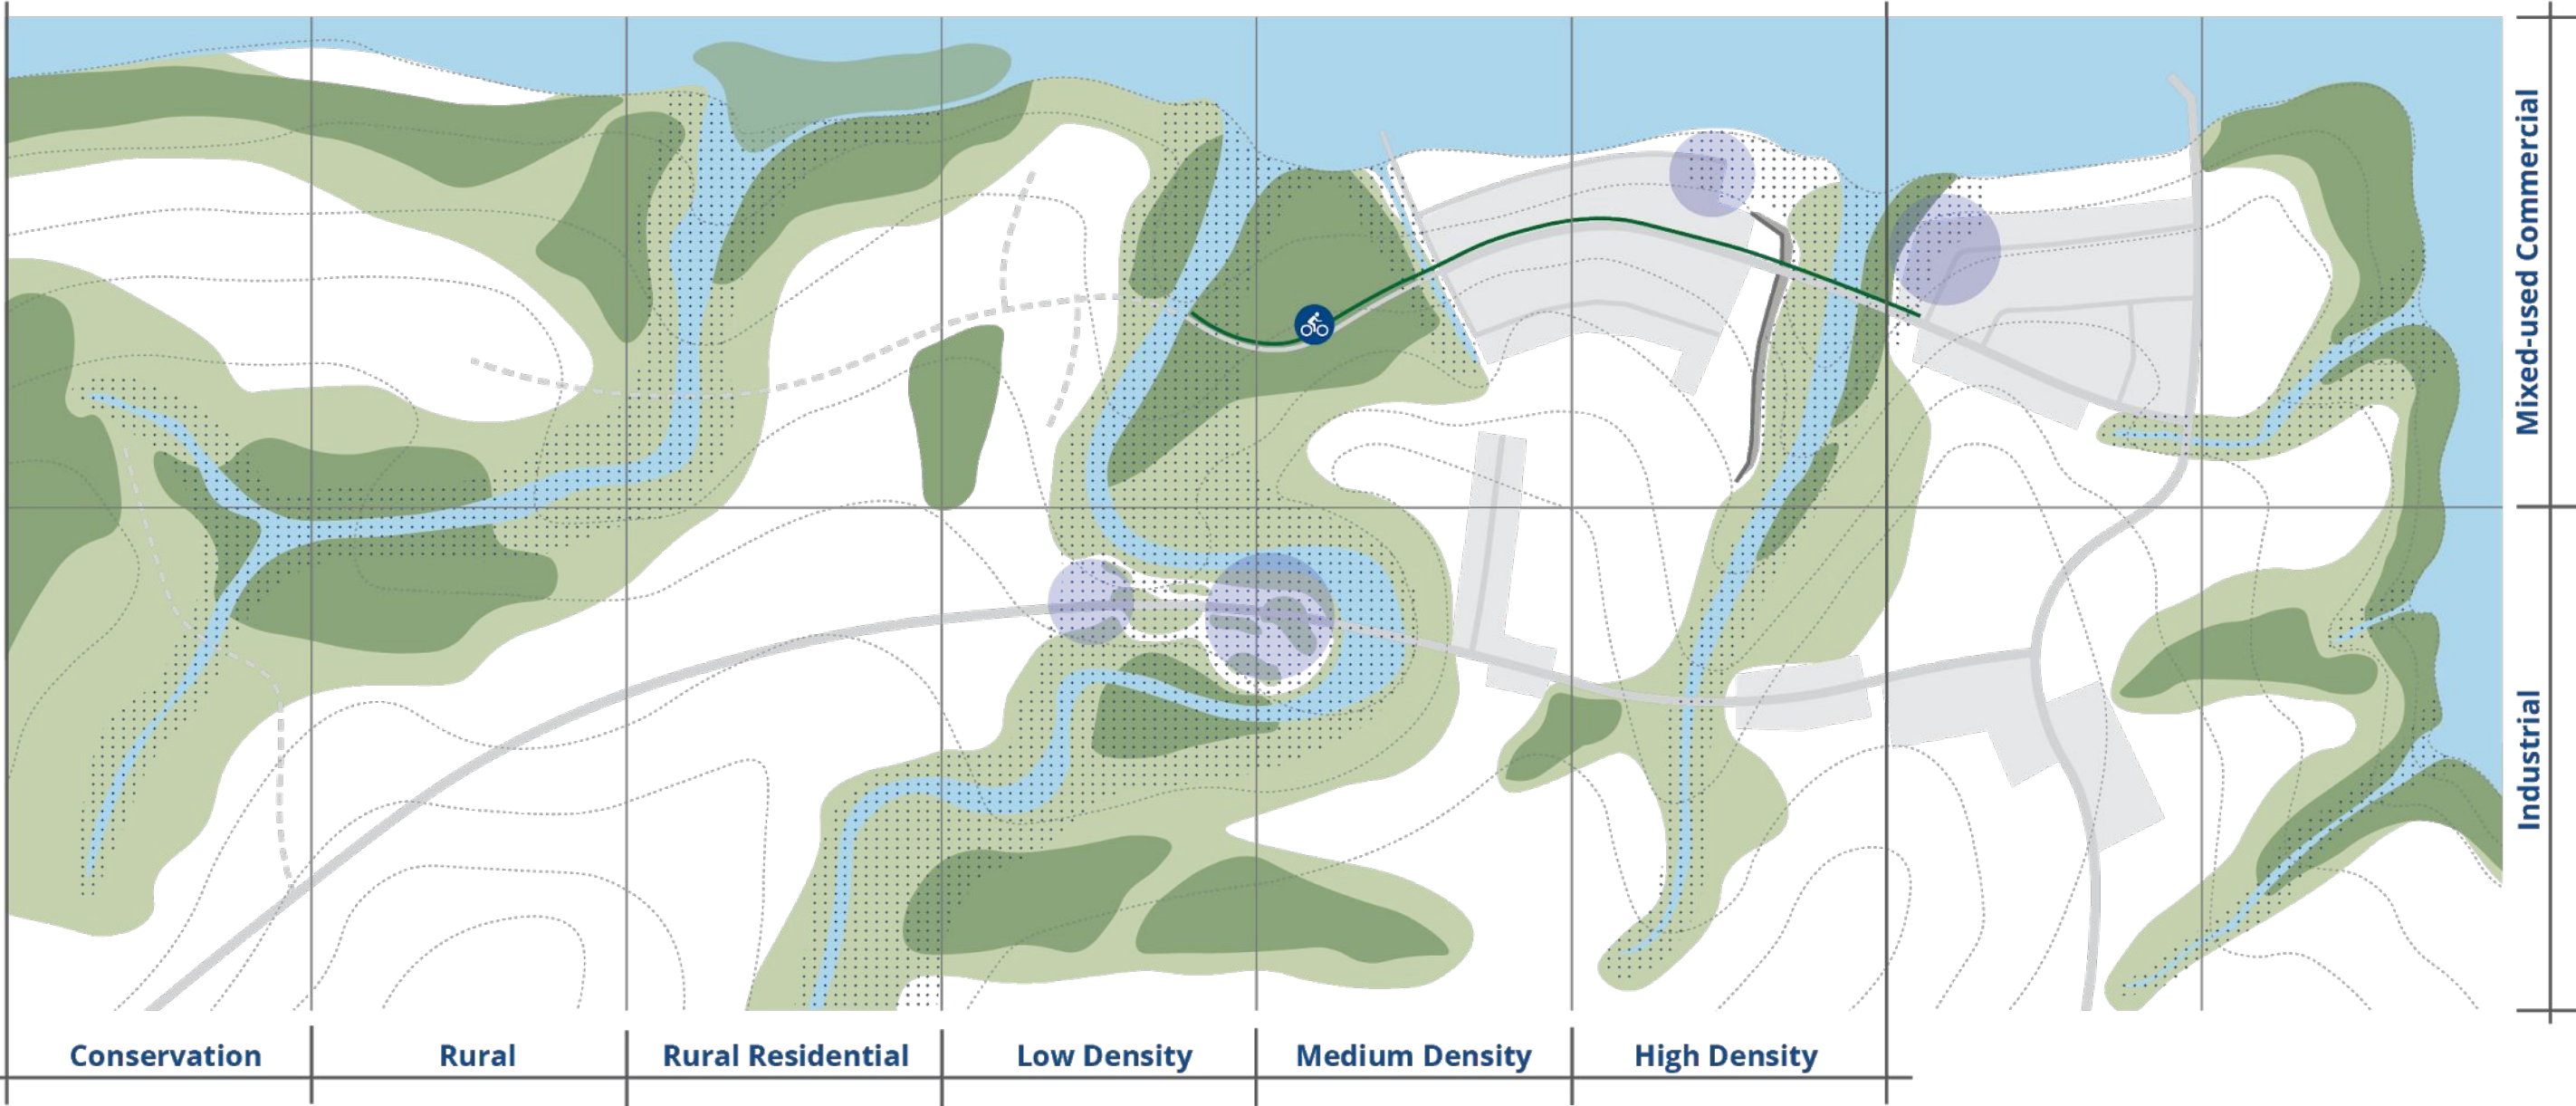 Mixed-used Commercial
Industrial
Conservation
Rural
Rural Residential
Low Density
Medium Density
High Density